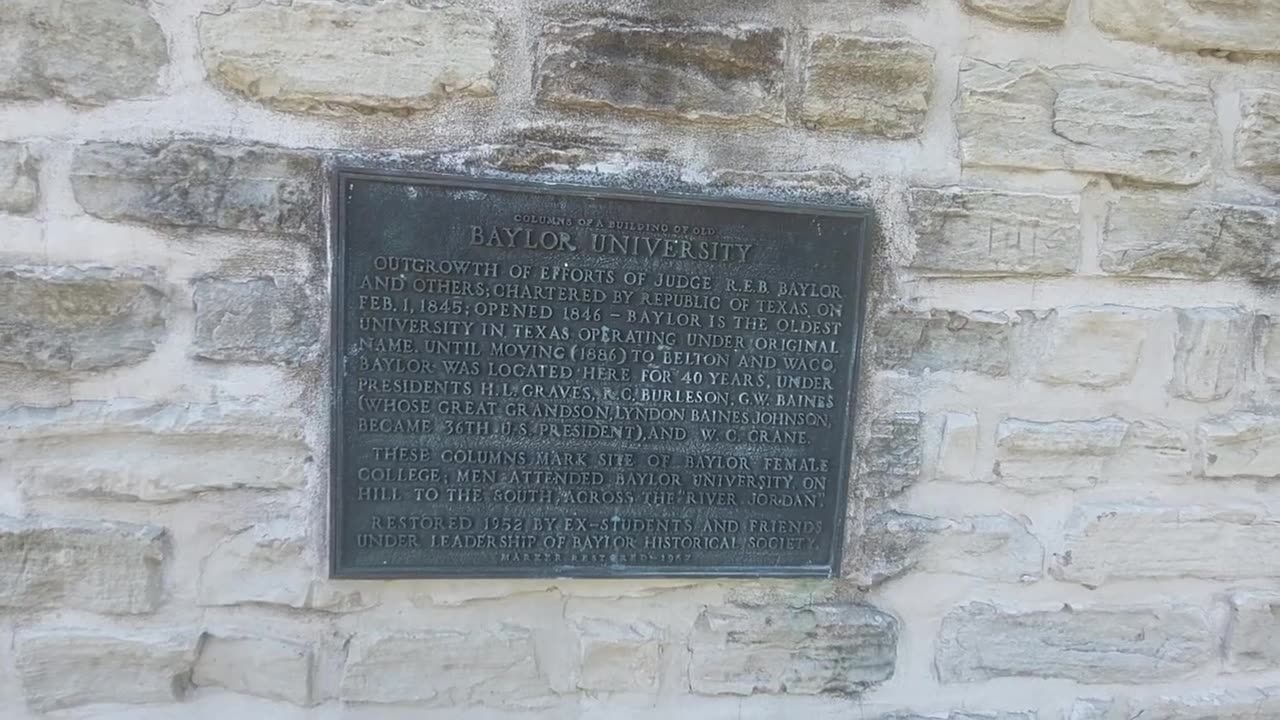 COLUMNS OF A BUILDING OF OLD
BAYLOR UNIVERSITY
OUTGROWTH OF EFFORTS OF JUDGE R.E.B. BAYLOR
AND OTHERS; CHARTERED BY REPUBLIC OF TEXAS ON
FEB. 1, 1845; OPENED 1846 – BAYLOR IS THE OLDEST
UNIVERSITY IN TEXAS OPERATING UNDER ORIGINAL
NAME. UNTIL MOVING (1886) TO BELTON AND WACO,
BAYLOR WAS LOCATED HERE FOR 40 YEARS, UNDER
PRESIDENTS H.L. GRAVES, R.C. BURLESON, G.W. BAINES
(WHOSE GREAT GRANDSON, LYNDON BAINES JOHNSON,
BECAME 36TH U.S. PRESIDENT), AND W.C. CRANE.
THESE COLUMNS MARK SITE OF BAYLOR FEMALE
COLLEGE; MEN ATTENDED BAYLOR UNIVERSITY, ON
HILL TO THE SOUTH, ACROSS THE "RIVER JORDAN".
RESTORED 1952 BY EX-STUDENTS AND FRIENDS
UNDER LEADERSHIP OF BAYLOR HISTORICAL SOCIETY.
MARKER RESTORED-1967